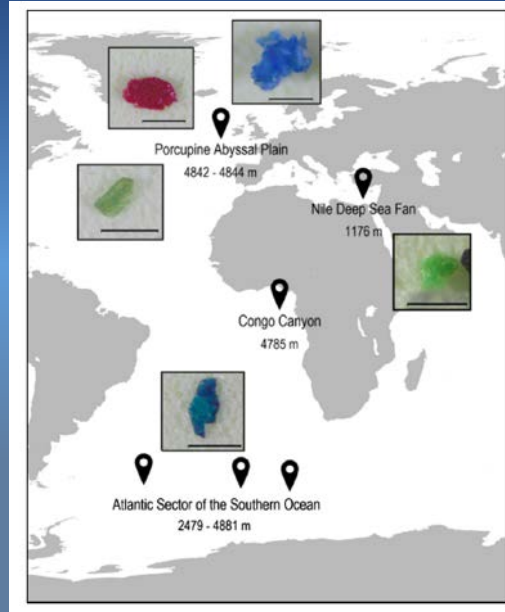 Porcupine Abyssal Plain
4842 - 4844 m
Nile Deep Sea Fan
1176 m
Congo Canyon
4785 m
Atlantic Sector of the Southern Ocean
2479 - 4881 m